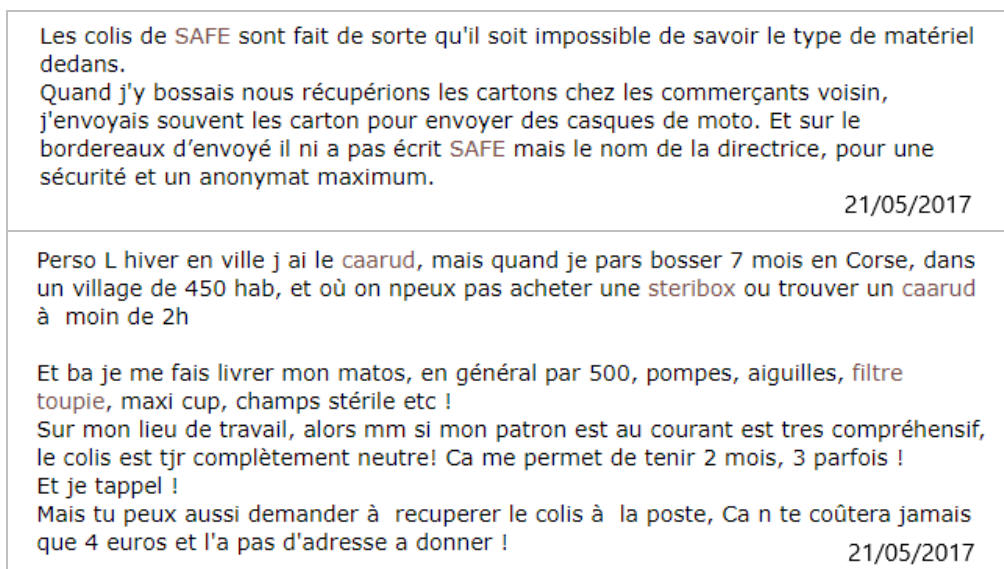 Les colis de SAFE sont fait de sorte qu'il soit impossible de savoir le type de matériel
dedans.
Quand j'y bossais nous récupérions les cartons chez les commerçants voisin,
j'envoyais souvent les carton pour envoyer des casques de moto. Et sur le
bordereaux d’envoyé il ni a pas écrit SAFE mais le nom de la directrice, pour une
sécurité et un anonymat maximum.
21/05/2017
Perso L hiver en ville j ai le caarud, mais quand je pars bosser 7 mois en Corse, dans
un village de 450 hab, et où on npeux pas acheter une steribox ou trouver un caarud
à moin de 2h
Et ba je me fais livrer mon matos, en général par 500, pompes, aiguilles, filtre
toupie, maxi cup, champs stérile etc !
Sur mon lieu de travail, alors mm si mon patron est au courant est tres compréhensif,
le colis est tjr complètement neutre! Ca me permet de tenir 2 mois, 3 parfois !
Et je tappel !
Mais tu peux aussi demander à recuperer le colis à la poste, Ca n te coûtera jamais
que 4 euros et l'a pas d'adresse a donner !
21/05/2017